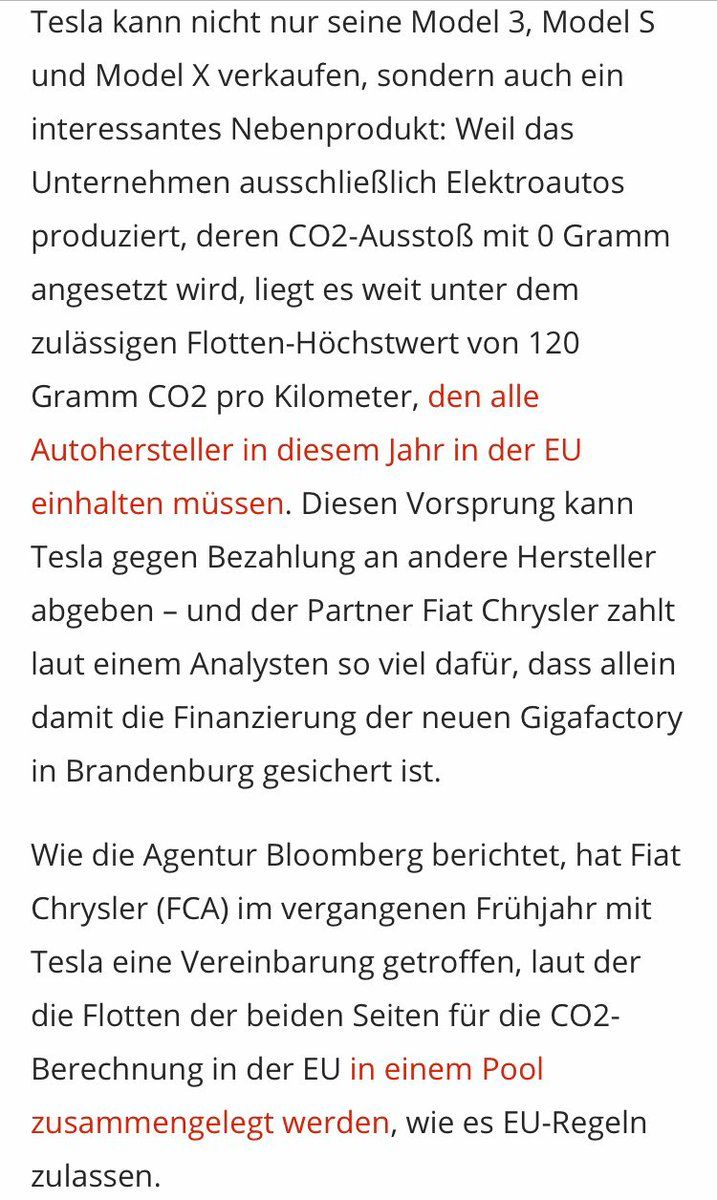 Tesla kann nicht nur seine Model 3, Model S
und Model X verkaufen, sondern auch ein
interessantes Nebenprodukt: Weil das
Unternehmen ausschließlich Elektroautos
produziert, deren CO2-Ausstoß mit 0 Gramm
angesetzt wird, liegt es weit unter dem
zulässigen Flotten-Höchstwert von 120
Gramm CO2 pro Kilometer, den alle
Autohersteller in diesem Jahr in der EU
einhalten müssen. Diesen Vorsprung kann
Tesla gegen Bezahlung an andere Hersteller
abgeben – und der Partner Fiat Chrysler zahlt
laut einem Analysten so viel dafür, dass allein
damit die Finanzierung der neuen Gigafactory
in Brandenburg gesichert ist.
Wie die Agentur Bloomberg berichtet, hat Fiat
Chrysler (FCA) im vergangenen Frühjahr mit
Tesla eine Vereinbarung getroffen, laut der
die Flotten der beiden Seiten für die CO2-
Berechnung in der EU in einem Pool
zusammengelegt werden, wie es EU-Regeln
zulassen.